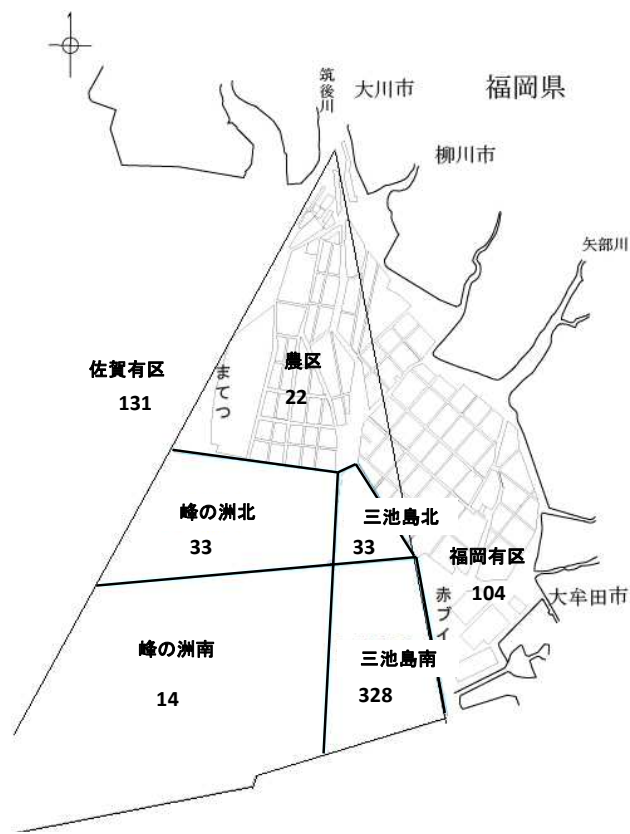 筑後川
大川市
福岡県
柳川市
矢部川
佐賀有区
131
まてつ
農区
22
峰の洲北
33
三池島北
33
福岡有区
104
赤ブイ
大牟田市
峰の洲南
14
三池島南
328